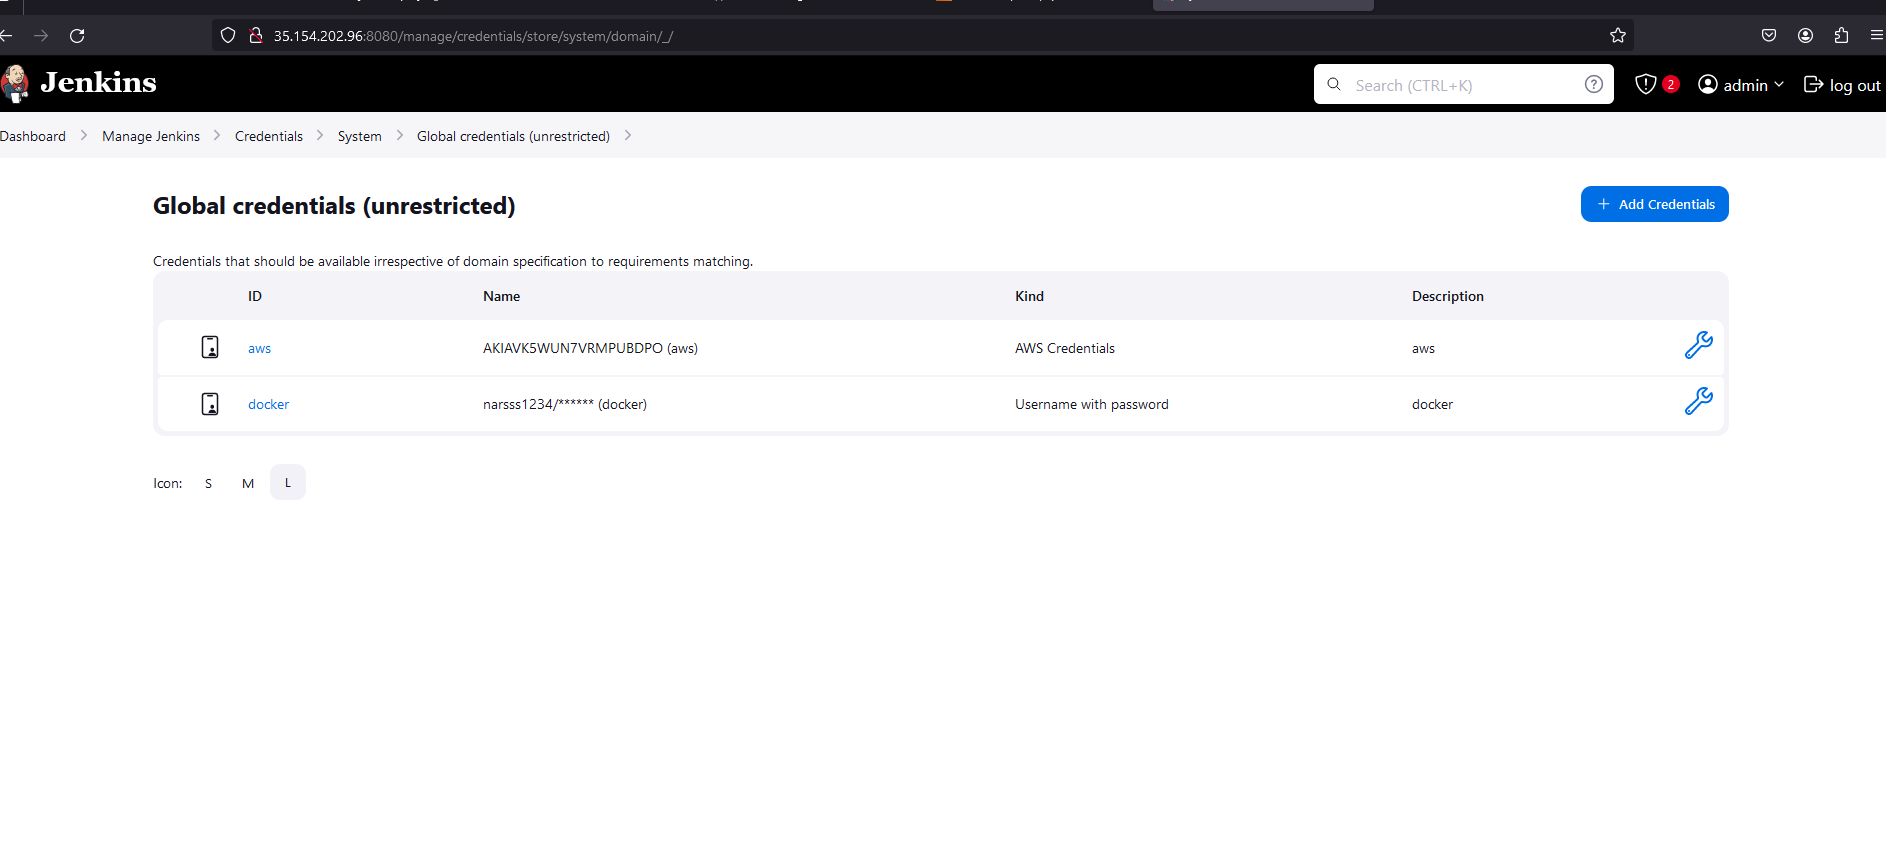 35.154.202.96:8080/manage/credentials/store/system/domain/_/
Jenkins
Search (CTRL+K)
2
admin
log out
Dashboard > Manage Jenkins > Credentials > System > Global credentials (unrestricted) >
Global credentials (unrestricted)
+ Add Credentials
Credentials that should be available irrespective of domain specification to requirements matching.
ID Name Kind Description
aws AKIAVK5WUN7VRMPUBDPO (aws) AWS Credentials aws
docker narsss1234/****** (docker) Username with password docker
Icon: S M L